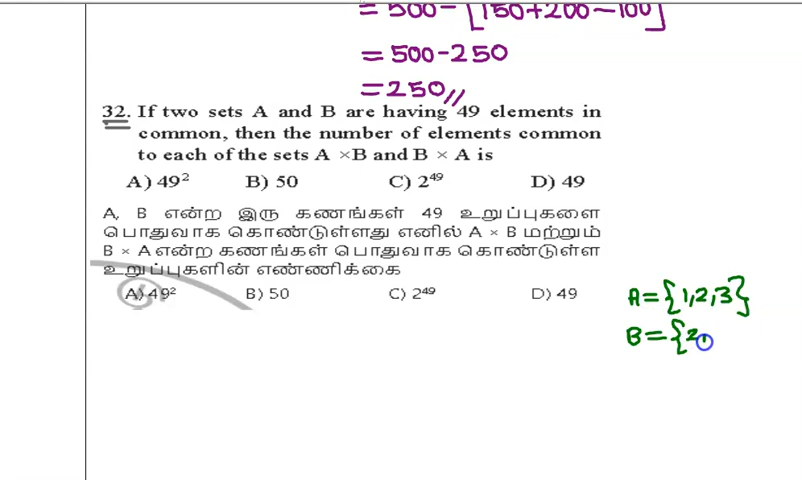 = 500 - [150+200-100]
= 500-250
= 250//
32. If two sets A and B are having 49 elements in
common, then the number of elements common
to each of the sets A ×B and B × A is
A) 49² B) 50 C) 2⁴⁹ D) 49
A, B என்ற இரு கணங்கள் 49 உறுப்புகளை
பொதுவாக கொண்டுள்ளது எனில் A × B மற்றும்
B × A என்ற கணங்கள் பொதுவாக கொண்டுள்ள
உறுப்புகளின் எண்ணிக்கை
A) 49² B) 50 C) 2⁴⁹ D) 49
A={1,2,3}
B={2,